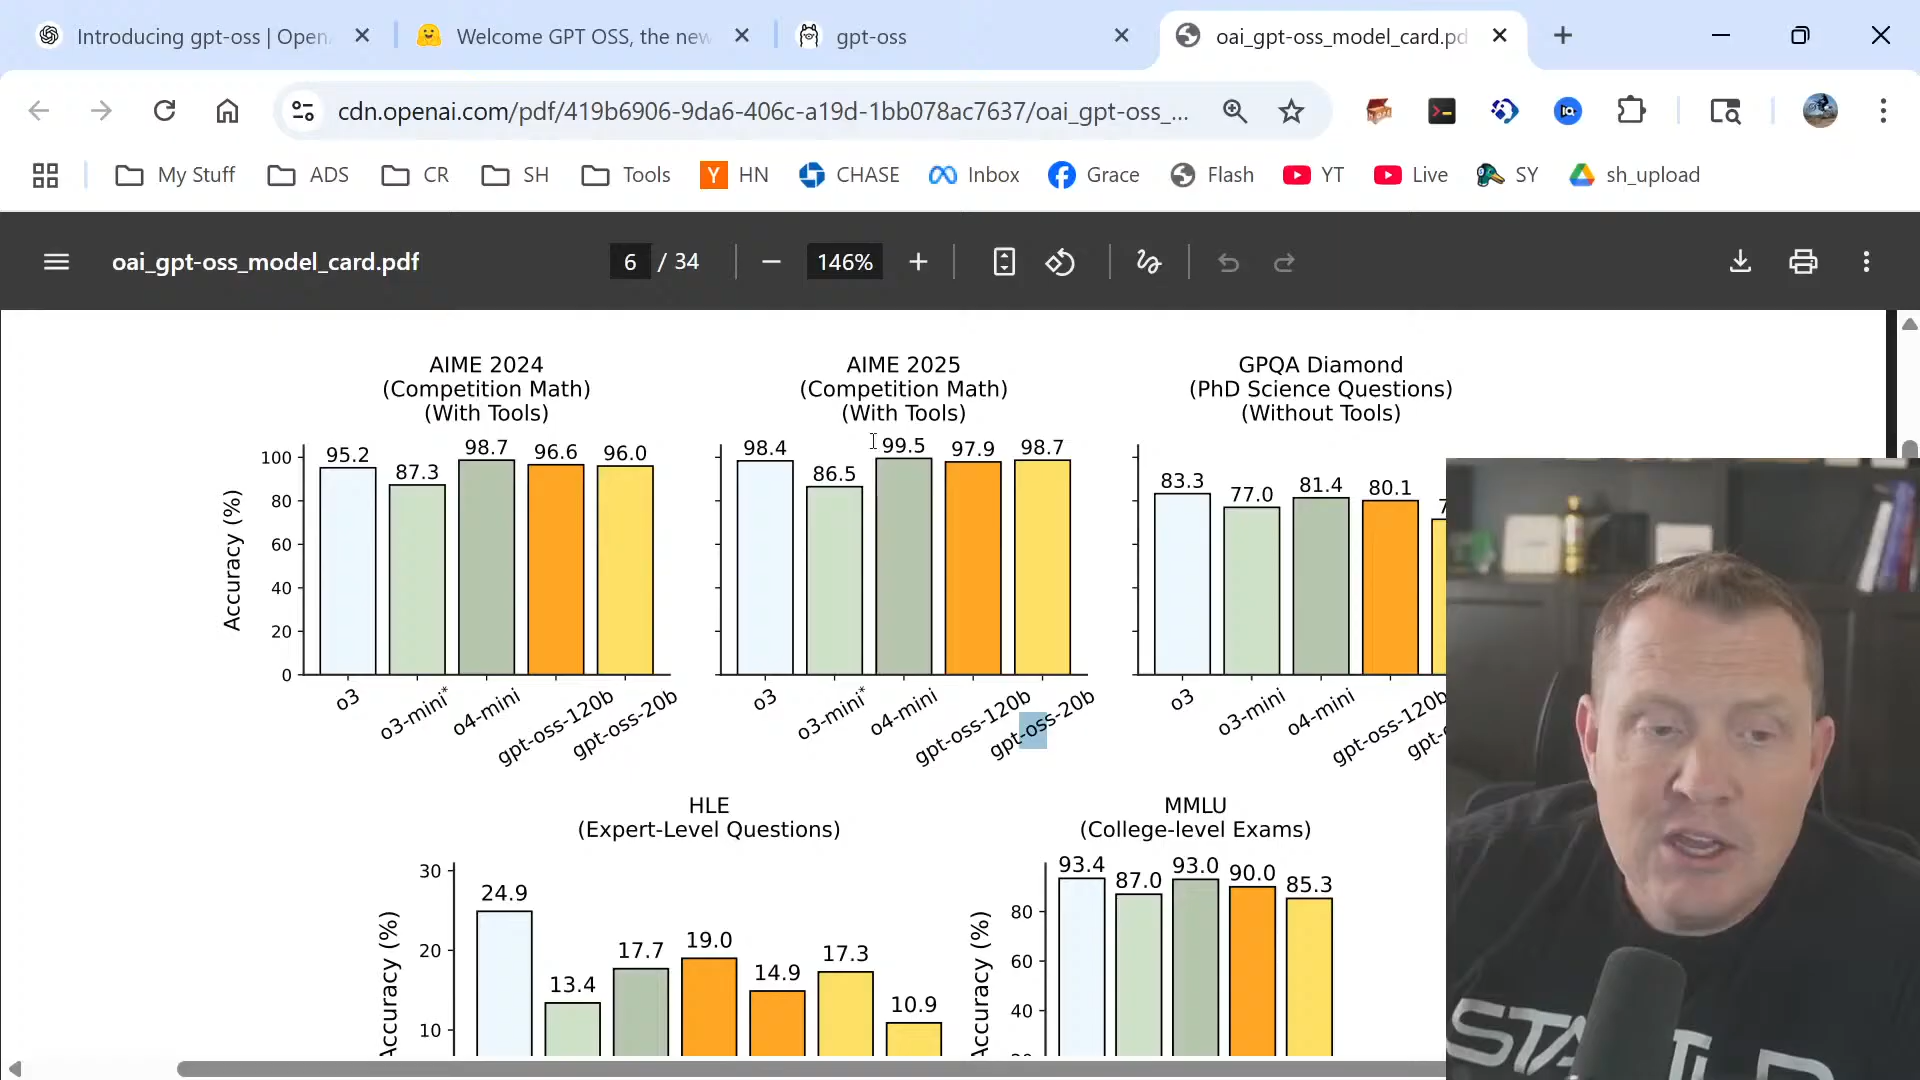 Introducing gpt-oss | Open
Welcome GPT OSS, the new
gpt-oss
oai_gpt-oss_model_card.pd
cdn.openai.com/pdf/419b6906-9da6-406c-a19d-1bb078ac7637/oai_gpt-oss_...
My Stuff
ADS
CR
SH
Tools
HN
CHASE
Inbox
Grace
Flash
YT
Live
SY
sh_upload
oai_gpt-oss_model_card.pdf
6 / 34
146%
AIME 2024
(Competition Math)
(With Tools)
Accuracy (%)
100
80
60
40
20
0
95.2
87.3
98.7
96.6
96.0
o3
o3-mini*
o4-mini
gpt-oss-120b
gpt-oss-20b
AIME 2025
(Competition Math)
(With Tools)
98.4
86.5
99.5
97.9
98.7
o3
o3-mini*
o4-mini
gpt-oss-120b
gpt-oss-20b
GPQA Diamond
(PhD Science Questions)
(Without Tools)
83.3
77.0
81.4
80.1
o3
o3-mini
o4-mini
gpt-oss-120b
HLE
(Expert-Level Questions)
Accuracy (%)
30
20
10
24.9
13.4
17.7
19.0
14.9
17.3
10.9
MMLU
(College-level Exams)
Accuracy (%)
80
60
40
93.4
87.0
93.0
90.0
85.3